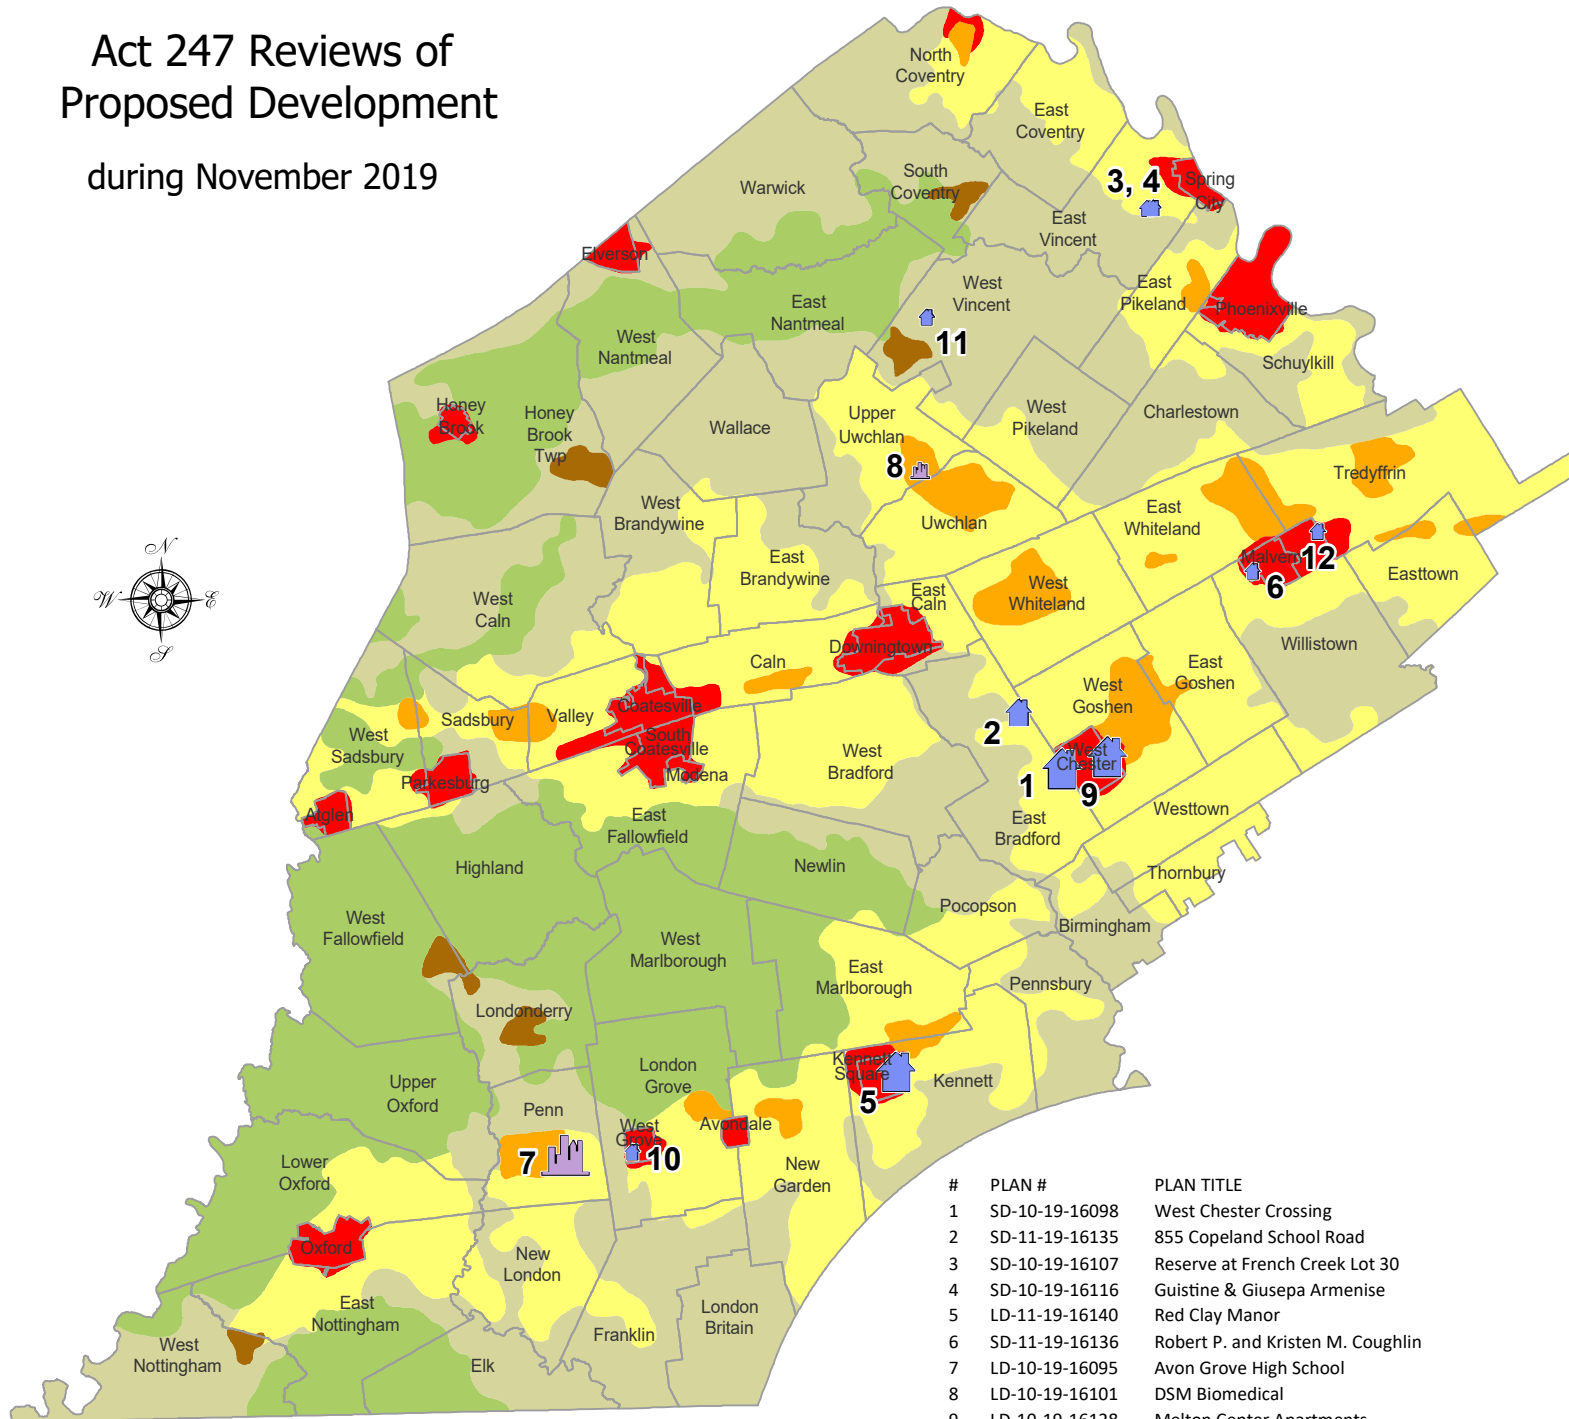 Act 247 Reviews of
Proposed Development
during November 2019
North
Coventry
East
Coventry
South
Coventry
Warwick
3, 4
Spring
City
East
Vincent
Elverson
West
Vincent
East
Pikeland
Phoenixville
East
Nantmeal
11
West
Nantmeal
Schuylkill
Honey
Brook
Honey
Brook
Twp
Wallace
Upper
Uwchlan
West
Pikeland
Charlestown
8
Tredyffrin
West
Brandywine
Uwchlan
East
Whiteland
East
Brandywine
Malvern
12
6
Easttown
N
W
E
S
West
Caln
East
Caln
West
Whiteland
Downingtown
Willistown
Caln
East
Goshen
West
Goshen
Coatesville
Sadsbury
Valley
2
West
Sadsbury
South
Coatesville
Modena
West
Bradford
West
Chester
Parkesburg
1
9
Atglen
East
Fallowfield
East
Bradford
Westtown
Highland
Newlin
Thornbury
Pocopson
Birmingham
West
Fallowfield
West
Marlborough
East
Marlborough
Pennsbury
Londonderry
London
Grove
Kennett
Square
Kennett
5
Upper
Oxford
Penn
West
Grove
Avondale
7
10
Lower
Oxford
New
Garden
Oxford
New
London
East
Nottingham
London
Britain
Franklin
West
Nottingham
Elk
# PLAN # PLAN TITLE
1 SD-10-19-16098 West Chester Crossing
2 SD-11-19-16135 855 Copeland School Road
3 SD-10-19-16107 Reserve at French Creek Lot 30
4 SD-10-19-16116 Guistine & Giusepa Armenise
5 LD-11-19-16140 Red Clay Manor
6 SD-11-19-16136 Robert P. and Kristen M. Coughlin
7 LD-10-19-16095 Avon Grove High School
8 LD-10-19-16101 DSM Biomedical
9 LD-10-19-16128 Melton Center Apartments